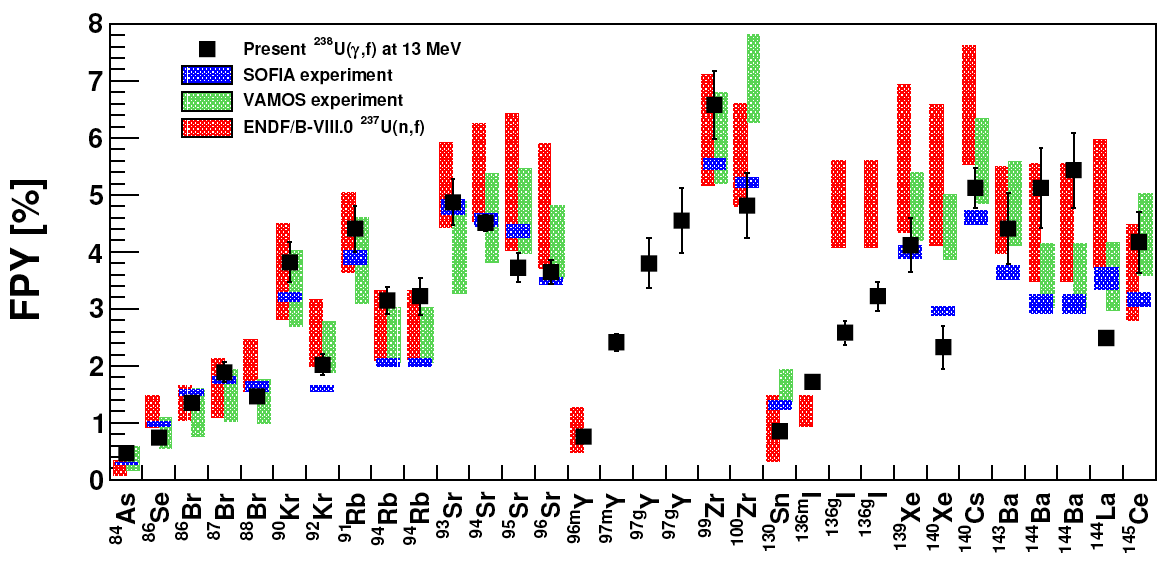 FPY [%]
8
7
6
5
4
3
2
1
0
Present ²³⁸U(γ,f) at 13 MeV
SOFIA experiment
VAMOS experiment
ENDF/B-VIII.0 ²³⁷U(n,f)
⁸⁴As
⁸⁶Se
⁸⁶Br
⁸⁷Br
⁸⁸Br
⁹⁰Kr
⁹²Kr
⁹¹Rb
⁹⁴Rb
⁹⁴Rb
⁹³Sr
⁹⁴Sr
⁹⁵Sr
⁹⁶Sr
⁹⁶ᵐY
⁹⁷ᵐY
⁹⁷ᵍY
⁹⁷ᵍY
⁹⁹Zr
¹⁰⁰Zr
¹³⁰Sn
¹³⁶ᵐI
¹³⁶ᵍI
¹³⁶ᵍI
¹³⁹Xe
¹⁴⁰Xe
¹⁴⁰Cs
¹⁴³Ba
¹⁴⁴Ba
¹⁴⁴Ba
¹⁴⁴La
¹⁴⁵Ce